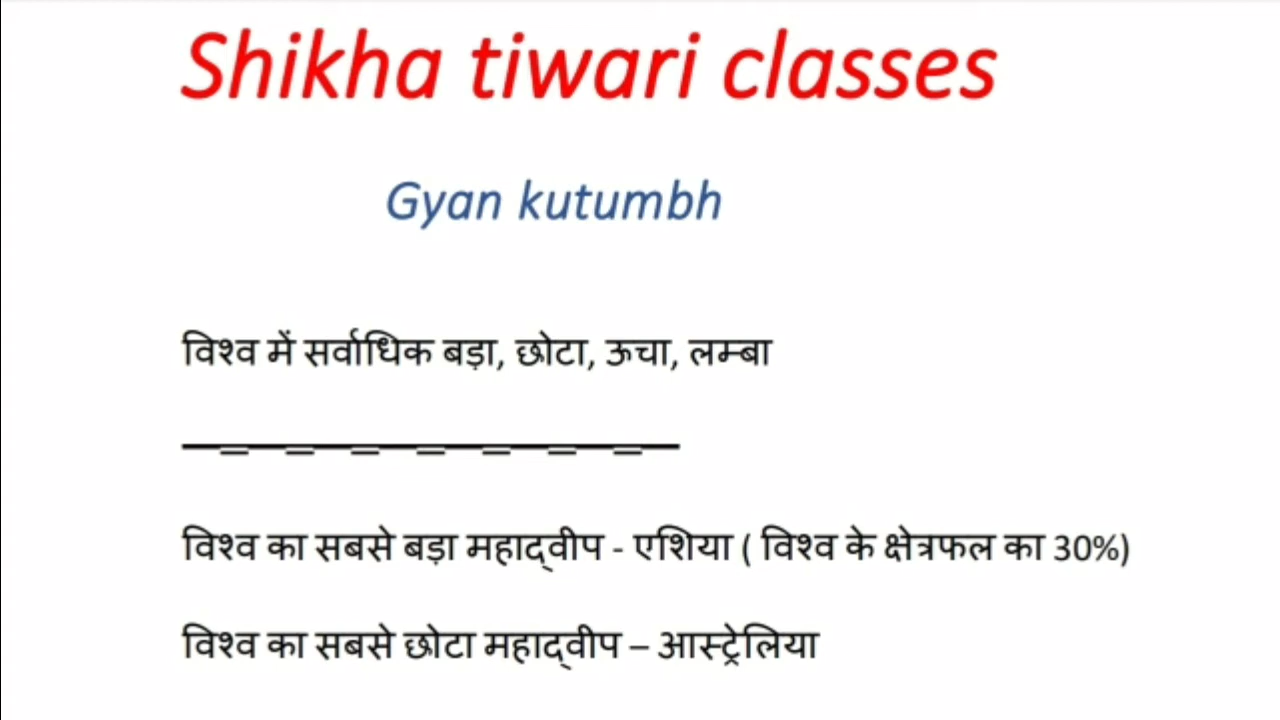 Shikha tiwari classes
Gyan kutumbh
विश्व में सर्वाधिक बड़ा, छोटा, ऊचा, लम्बा
विश्व का सबसे बड़ा महाद्वीप - एशिया ( विश्व के क्षेत्रफल का 30%)
विश्व का सबसे छोटा महाद्वीप – आस्ट्रेलिया